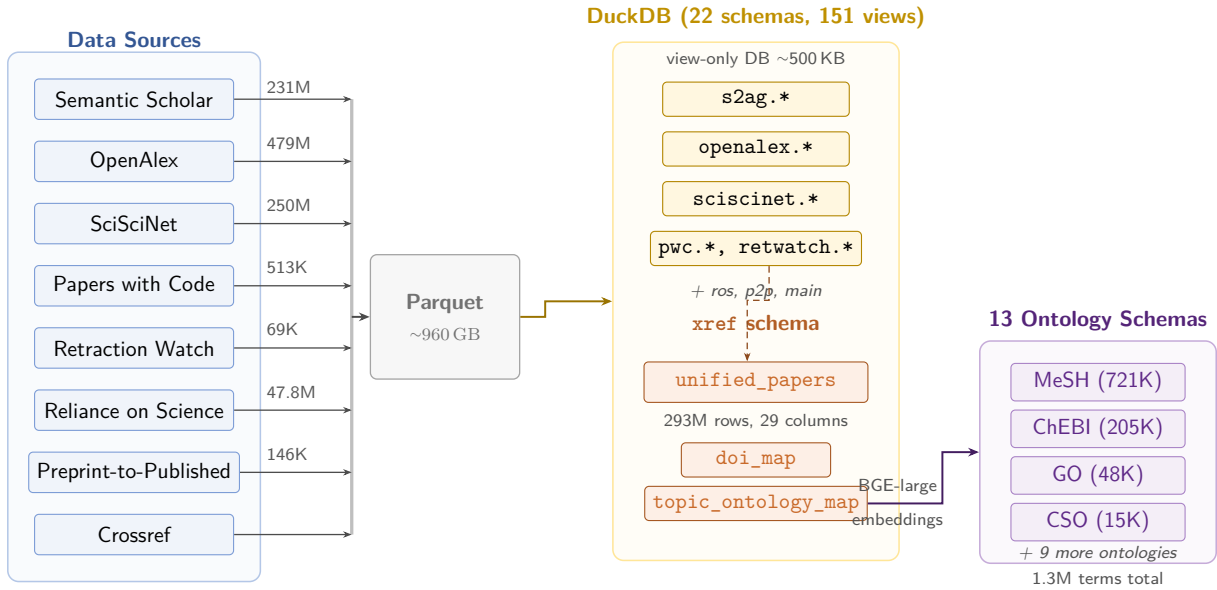 Data Sources
Semantic Scholar
231M
OpenAlex
479M
SciSciNet
250M
Papers with Code
513K
Retraction Watch
69K
Reliance on Science
47.8M
Preprint-to-Published
146K
Crossref
Parquet
~960 GB
DuckDB (22 schemas, 151 views)
view-only DB ~500 KB
s2ag.*
openalex.*
sciscinet.*
pwc.*, retwatch.*
+ ros, p2p, main
xref schema
unified_papers
293M rows, 29 columns
doi_map
topic_ontology_map
BGE-large
embeddings
13 Ontology Schemas
MeSH (721K)
ChEBI (205K)
GO (48K)
CSO (15K)
+ 9 more ontologies
1.3M terms total